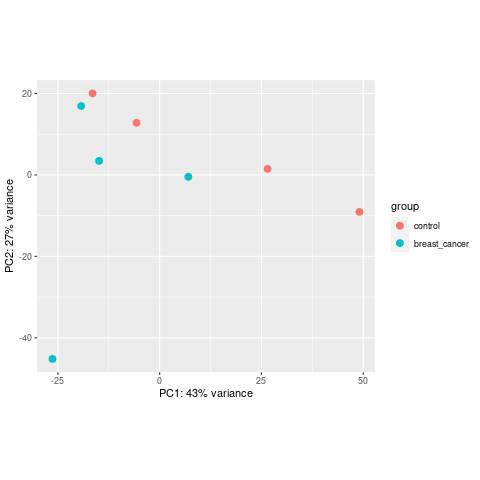 20
0
-20
-40
PC2: 27% variance
-25
0
25
50
PC1: 43% variance
group
control
breast_cancer